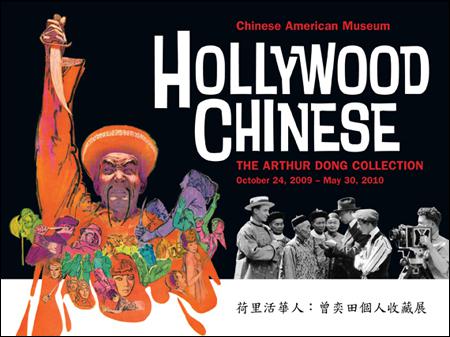 Chinese American Museum
HOLLYWOOD
CHINESE
THE ARTHUR DONG COLLECTION
October 24, 2009 – May 30, 2010
荷里活華人：曾奕田個人收藏展